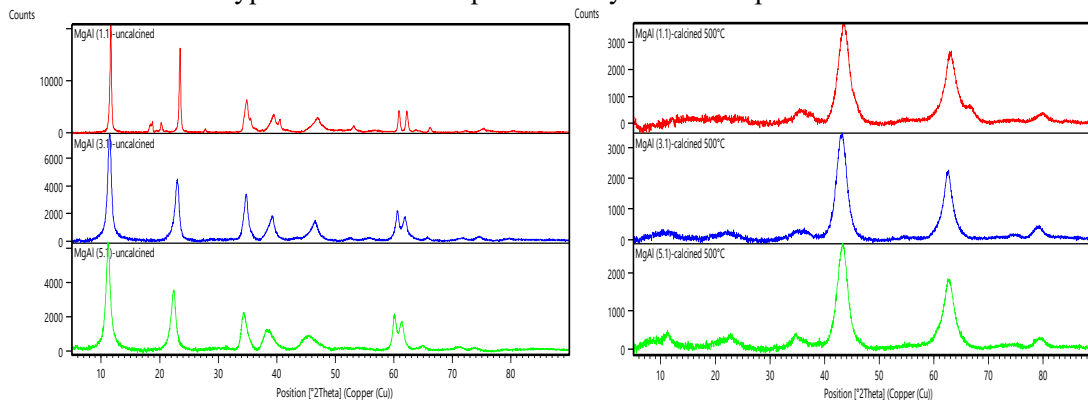 Counts
MgAl (1.1)-uncalcined
10000
0
MgAl (3.1)-uncalcined
6000
4000
2000
0
MgAl (5.1)-uncalcined
4000
2000
0
10 20 30 40 50 60 70 80
Position [°2Theta] (Copper (Cu))
Counts
MgAl (1.1)-calcined 500°C
3000
2000
1000
0
MgAl (3.1)-calcined 500°C
3000
2000
1000
0
MgAl (5.1)-calcined 500°C
2000
1000
0
10 20 30 40 50 60 70 80
Position [°2Theta] (Copper (Cu))